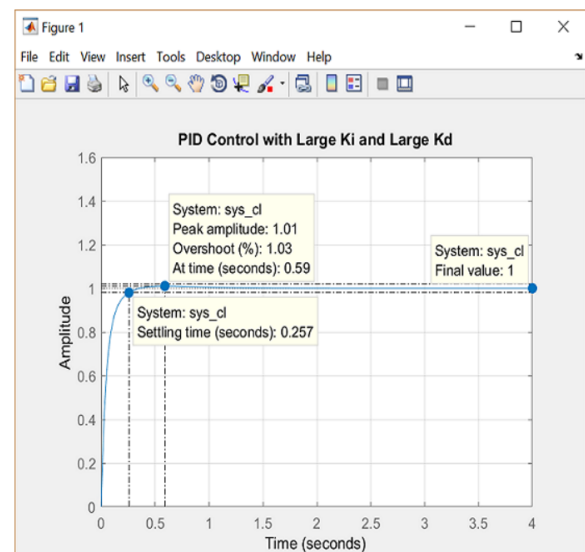 Figure 1
File Edit View Insert Tools Desktop Window Help
PID Control with Large Ki and Large Kd
1.6
1.4
1.2
1
0.8
0.6
0.4
0.2
0
Amplitude
System: sys_cl
Peak amplitude: 1.01
Overshoot (%): 1.03
At time (seconds): 0.59
System: sys_cl
Final value: 1
System: sys_cl
Settling time (seconds): 0.257
0 0.5 1 1.5 2 2.5 3 3.5 4
Time (seconds)